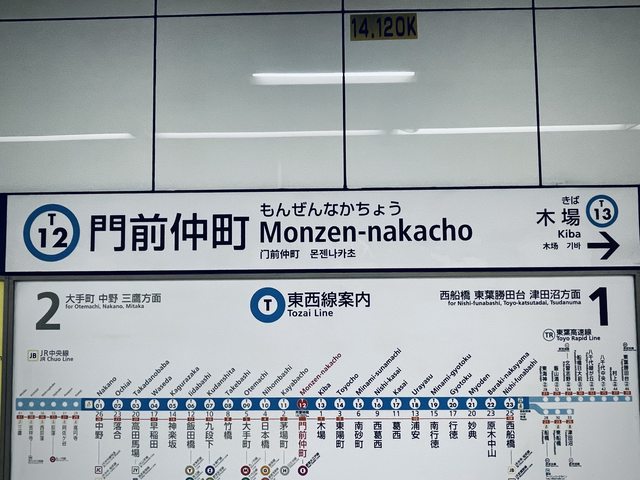 14.120K
T
12
門前仲町
もんぜんなかちょう
Monzen-nakacho
门前仲町 몬젠나카초
きば
木場
Kiba
木场 기바
T
13
2
大手町 中野 三鷹方面
for Otemachi, Nakano, Mitaka
T
東西線案内
Tozai Line
西船橋 東葉勝田台 津田沼方面
for Nishi-funabashi, Toyo-katsutadai, Tsudanuma
1
JB
JR中央線
JR Chuo Line
TR
東葉高速線
Toyo Rapid Line
Nakano
Ochiai
Takadanobaba
Waseda
Kagurazaka
Iidabashi
Kudanshita
Takebashi
Otemachi
Nihombashi
Kayabacho
Monzen-nakacho
Kiba
Toyocho
Minami-sunamachi
Nishi-kasai
Kasai
Urayasu
Minami-gyotoku
Gyotoku
Myoden
Baraki-nakayama
Nishi-funabashi
中野
落合
高田馬場
早稲田
神楽坂
飯田橋
九段下
竹橋
大手町
日本橋
茅場町
門前仲町
木場
東陽町
南砂町
西葛西
葛西
浦安
南行徳
行徳
妙典
原木中山
西船橋